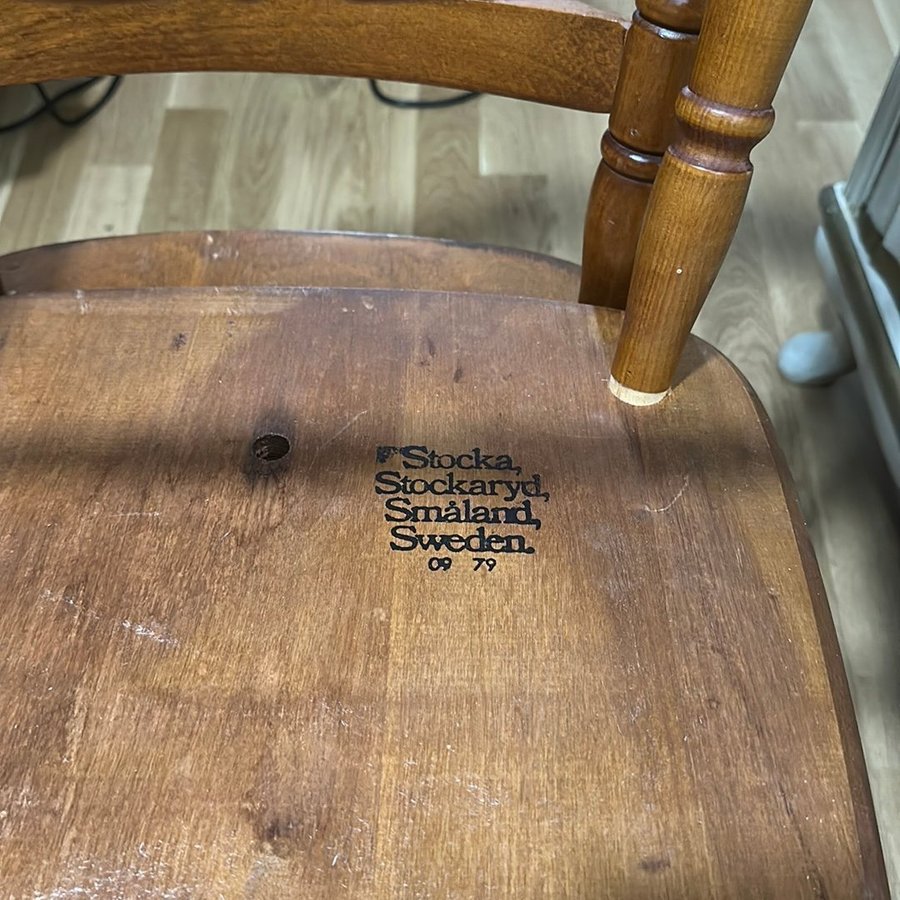 Stocka,
Stockaryd,
Småland,
Sweden.
09 79